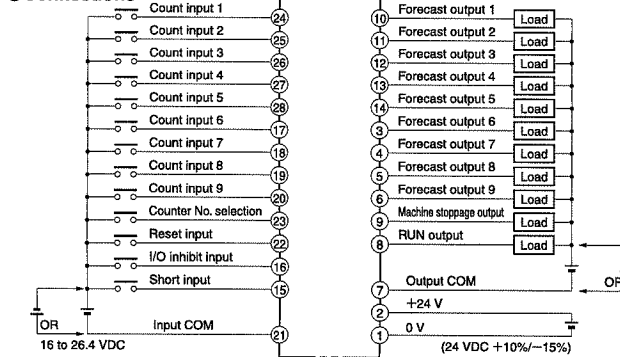 Count input 1
24
Count input 2
25
Count input 3
26
Count input 4
27
Count input 5
28
Count input 6
17
Count input 7
18
Count input 8
19
Count input 9
20
Counter No. selection
23
Reset input
22
I/O inhibit input
16
Short input
15
OR
Input COM
21
16 to 26.4 VDC
Forecast output 1
10
Load
Forecast output 2
11
Load
Forecast output 3
12
Load
Forecast output 4
13
Load
Forecast output 5
14
Load
Forecast output 6
3
Load
Forecast output 7
4
Load
Forecast output 8
5
Load
Forecast output 9
6
Load
Machine stoppage output
9
Load
RUN output
8
Load
Output COM
7
OR
+24 V
2
0 V
1
(24 VDC +10%/−15%)